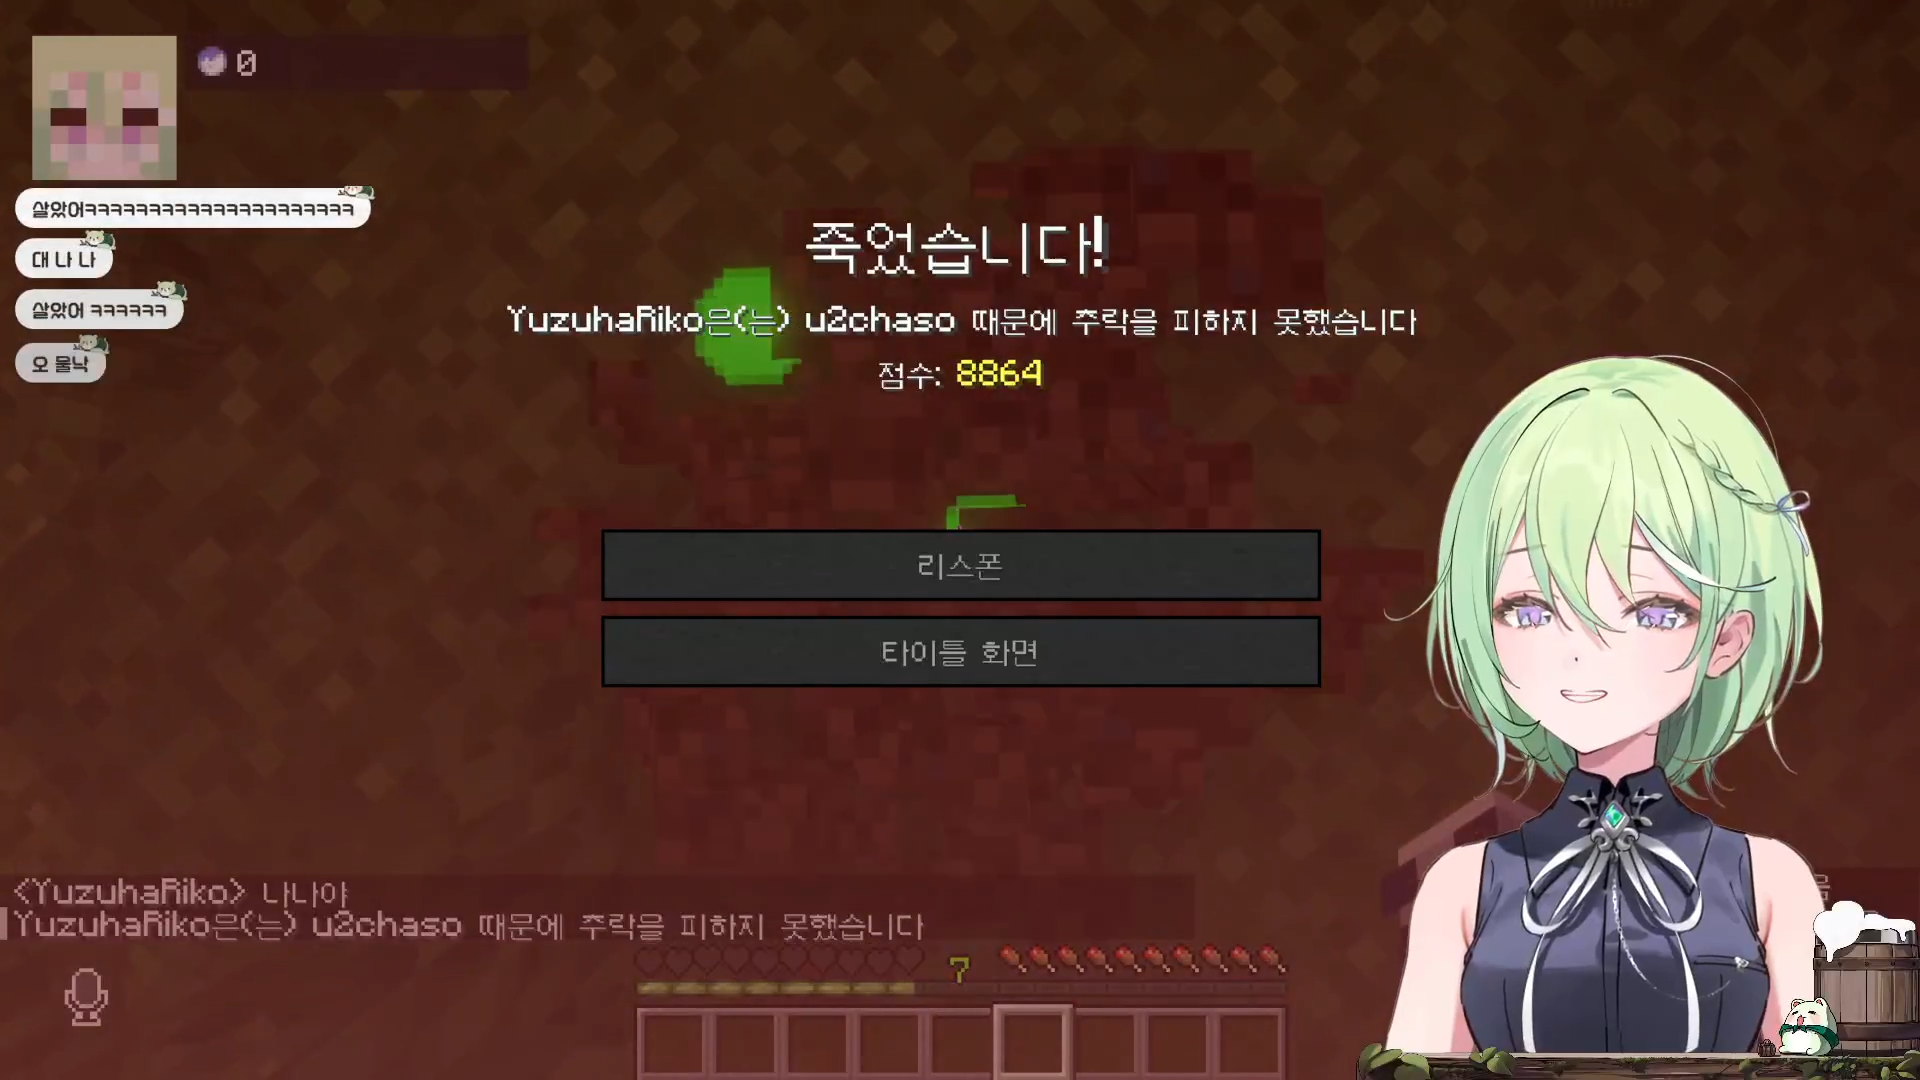 0
살았어ㅋㅋㅋㅋㅋㅋㅋㅋㅋㅋㅋㅋㅋㅋㅋㅋㅋㅋㅋㅋㅋ
대 나 나
살았어 ㅋㅋㅋㅋㅋㅋ
오 물낙
죽었습니다!
YuzuhaRiko은(는) u2chaso 때문에 추락을 피하지 못했습니다
점수: 8864
리스폰
타이틀 화면
<YuzuhaRiko> 나나야
YuzuhaRiko은(는) u2chaso 때문에 추락을 피하지 못했습니다
7